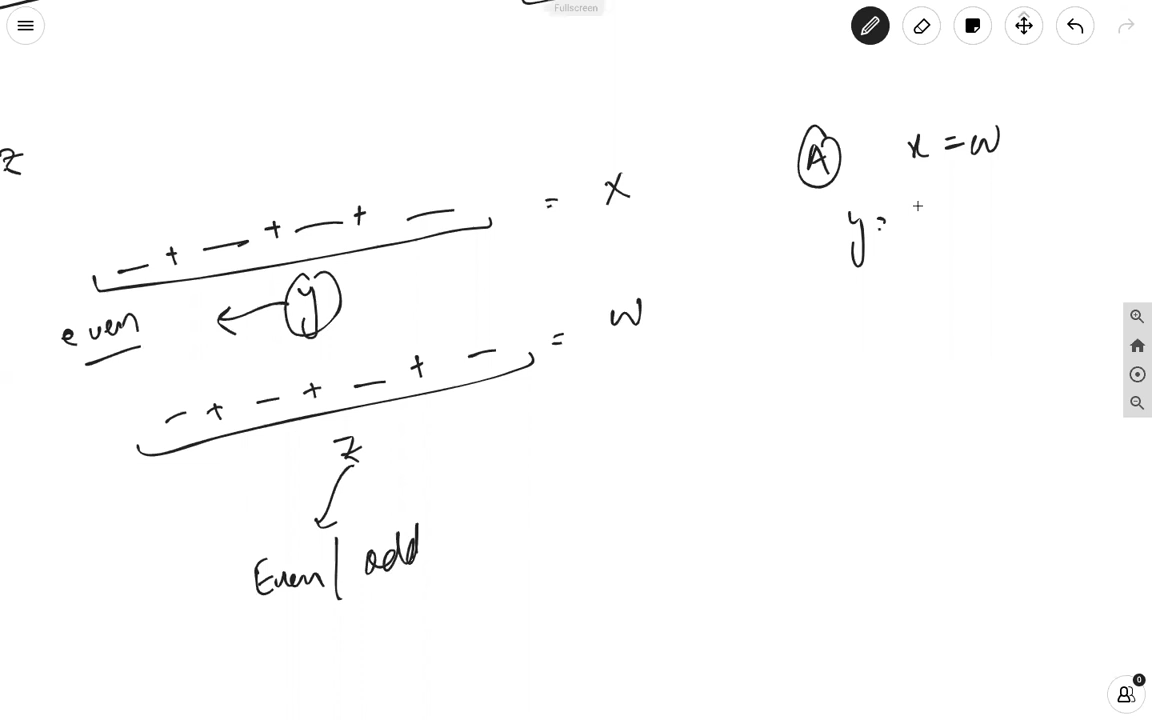 Fullscreen
z
— + — + — + — = x
y
even
— + — + — + — = w
z
Even | odd
A x = w
y =
0